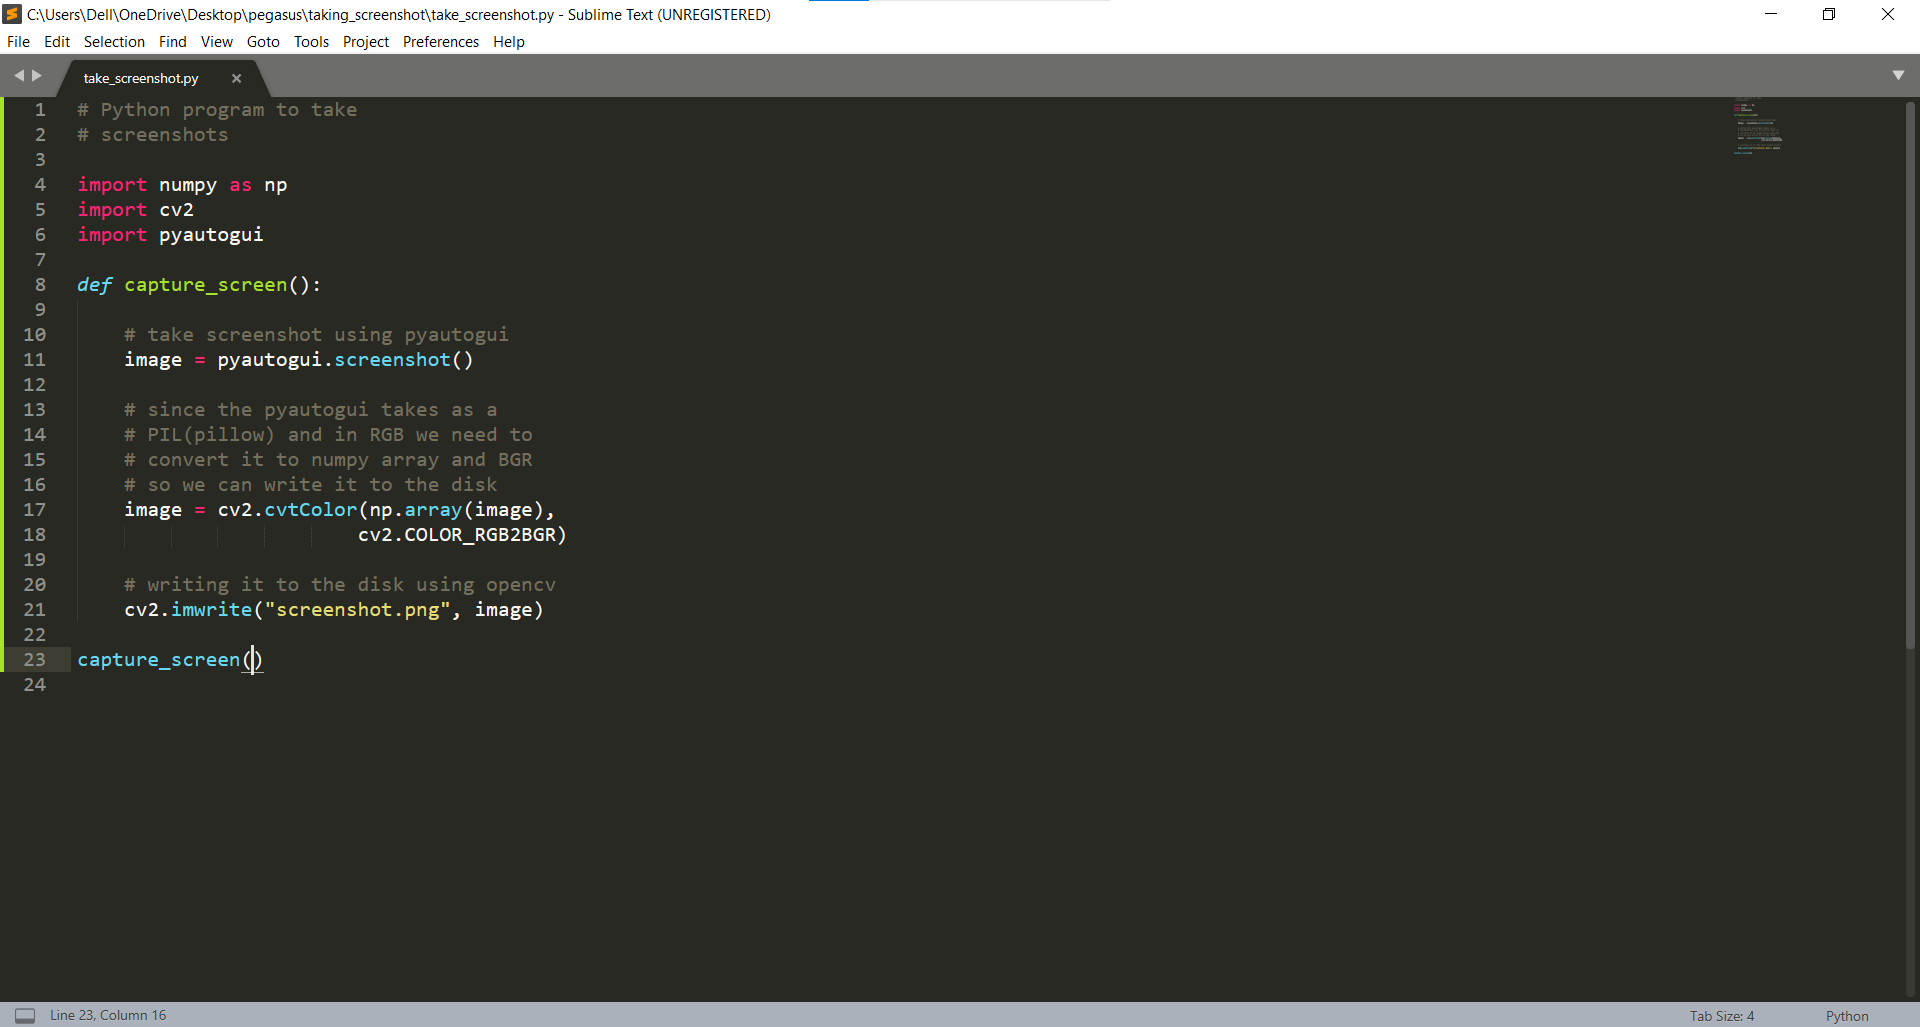 C:\Users\Dell\OneDrive\Desktop\pegasus\taking_screenshot\take_screenshot.py - Sublime Text (UNREGISTERED)
File Edit Selection Find View Goto Tools Project Preferences Help
take_screenshot.py
1 # Python program to take
2 # screenshots
3
4 import numpy as np
5 import cv2
6 import pyautogui
7
8 def capture_screen():
9
10     # take screenshot using pyautogui
11     image = pyautogui.screenshot()
12
13     # since the pyautogui takes as a
14     # PIL(pillow) and in RGB we need to
15     # convert it to numpy array and BGR
16     # so we can write it to the disk
17     image = cv2.cvtColor(np.array(image),
18                         cv2.COLOR_RGB2BGR)
19
20     # writing it to the disk using opencv
21     cv2.imwrite("screenshot.png", image)
22
23 capture_screen()
24
Line 23, Column 16 Tab Size: 4 Python